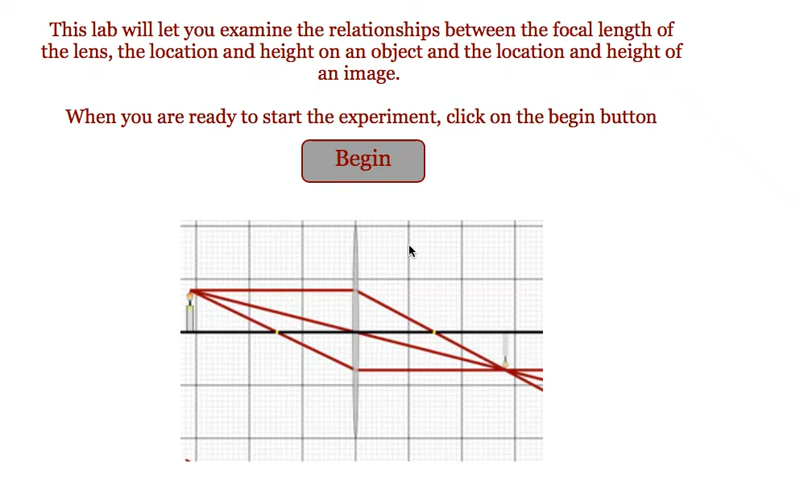 This lab will let you examine the relationships between the focal length of
the lens, the location and height on an object and the location and height of
an image.
When you are ready to start the experiment, click on the begin button
Begin